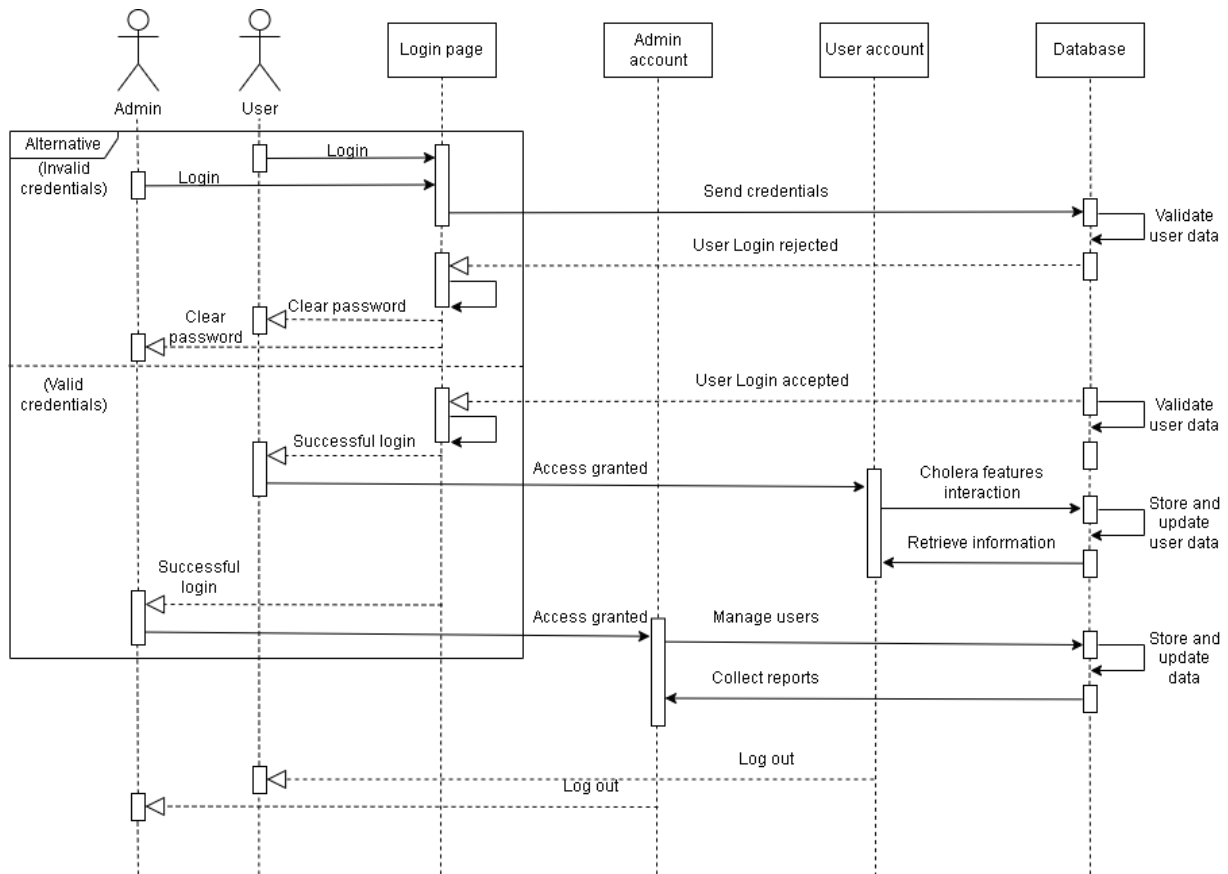 Admin
User
Login page
Admin
account
User account
Database
Alternative
(Invalid
credentials)
Login
Login
Send credentials
Validate
user data
User Login rejected
Clear password
Clear
password
(Valid
credentials)
User Login accepted
Validate
user data
Successful login
Access granted
Cholera features
interaction
Store and
update
user data
Retrieve information
Successful
login
Access granted
Manage users
Store and
update
data
Collect reports
Log out
Log out